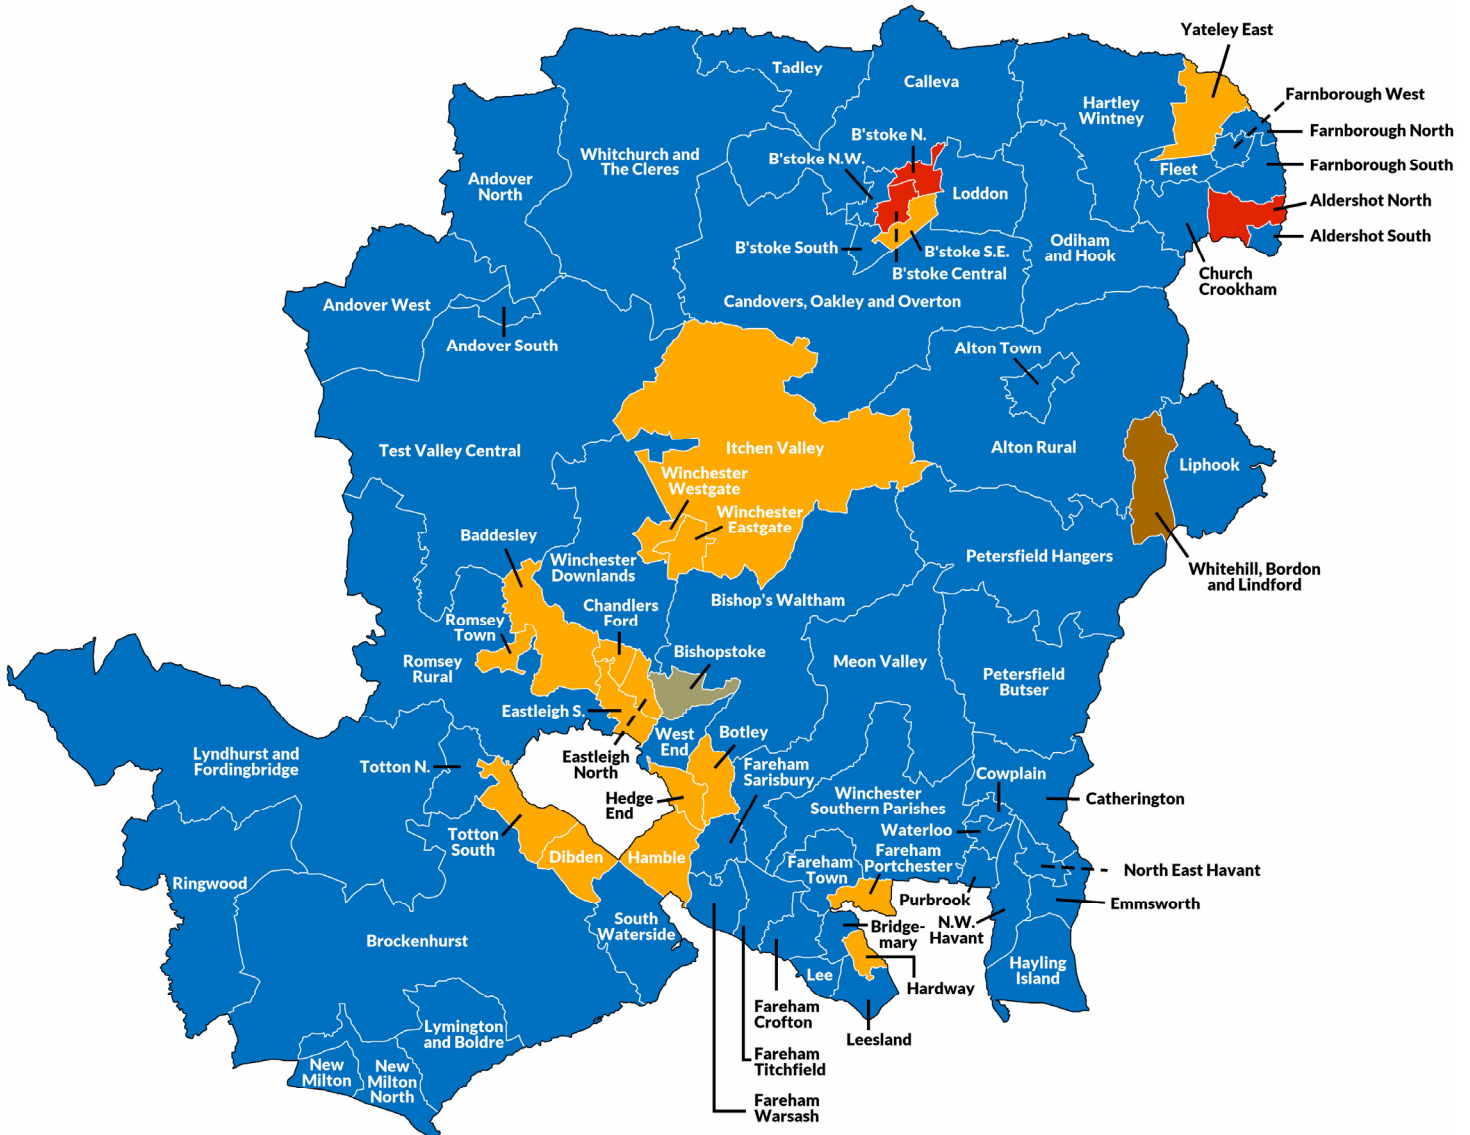 Yateley East
Tadley
Calleva
Farnborough West
Hartley
Wintney
Farnborough North
B'stoke N.
Whitchurch and
The Cleres
B'stoke N.W.
Farnborough South
Fleet
Andover
North
Loddon
Aldershot North
Aldershot South
B'stoke South
Odiham
and Hook
B'stoke S.E.
B'stoke Central
Church
Crookham
Andover West
Candovers, Oakley and Overton
Andover South
Alton Town
Test Valley Central
Itchen Valley
Alton Rural
Liphook
Winchester
Westgate
Winchester
Eastgate
Baddesley
Winchester
Downlands
Petersfield Hangers
Whitehill, Bordon
and Lindford
Bishop's Waltham
Chandlers
Ford
Romsey
Town
Bishopstoke
Romsey
Rural
Meon Valley
Petersfield
Butser
Eastleigh S.
West
End
Botley
Lyndhurst and
Fordingbridge
Totton N.
Eastleigh
North
Fareham
Sarisbury
Cowplain
Hedge
End
Winchester
Southern Parishes
Catherington
Totton
South
Waterloo
Dibden
Hamble
Fareham
Town
Fareham
Portchester
North East Havant
Ringwood
Purbrook
Emmsworth
South
Waterside
Bridge-
mary
N.W.
Havant
Brockenhurst
Lee
Hayling
Island
Hardway
Fareham
Crofton
Lymington
and Boldre
Leesland
Fareham
Titchfield
New
Milton
New
Milton
North
Fareham
Warsash